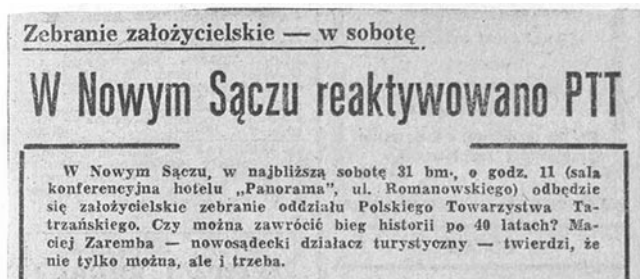 Zebranie założycielskie — w sobotę
W Nowym Sączu reaktywowano PTT
W Nowym Sączu, w najbliższą sobotę 31 bm., o godz. 11 (sala
konferencyjna hotelu „Panorama”, ul. Romanowskiego) odbędzie
się założycielskie zebranie oddziału Polskiego Towarzystwa Ta-
trzańskiego. Czy można zawrócić bieg historii po 40 latach? Ma-
ciej Zaremba — nowosądecki działacz turystyczny — twierdzi, że
nie tylko można, ale i trzeba.